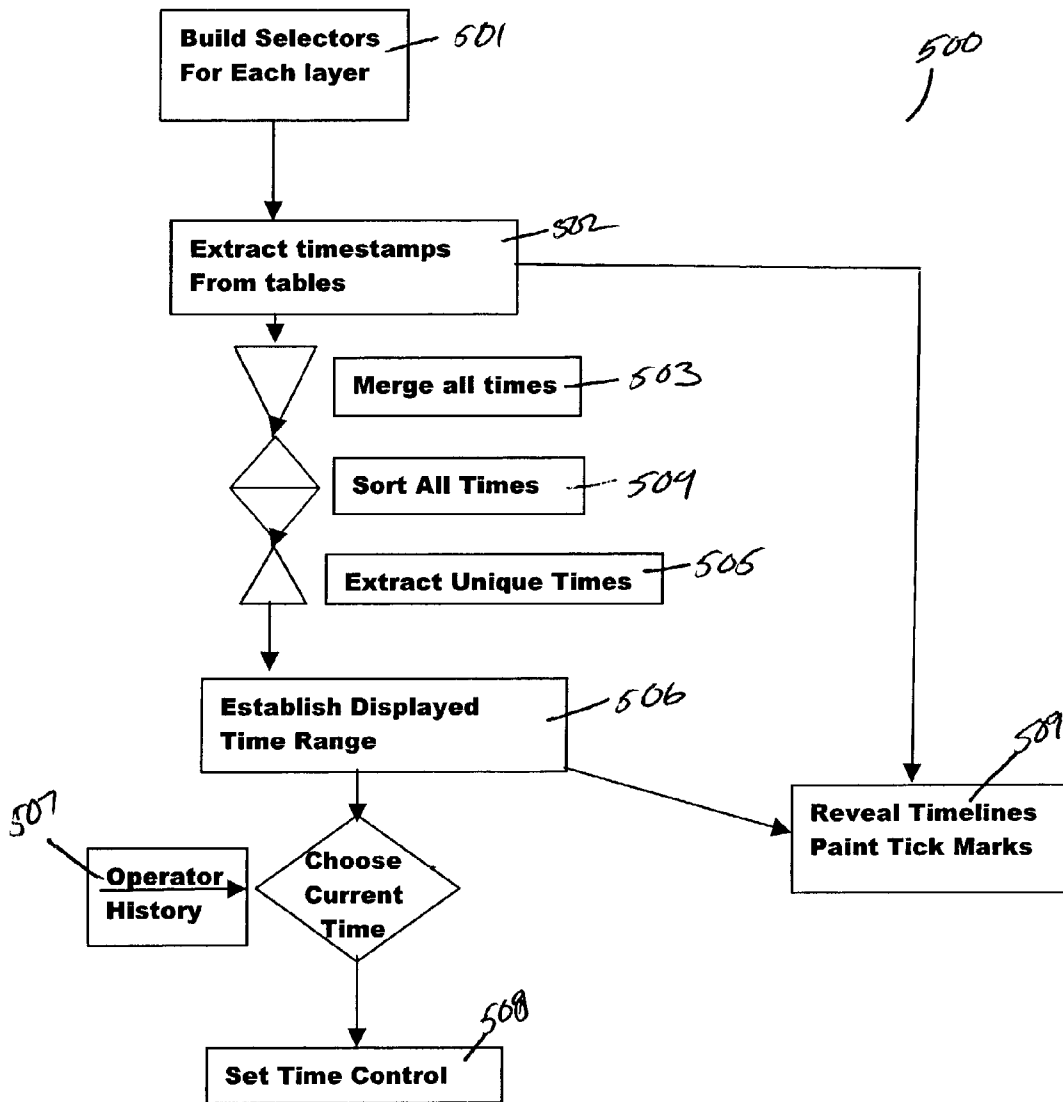 Build Selectors
For Each layer
501
500
Extract timestamps
From tables
502
Merge all times
503
Sort All Times
504
Extract Unique Times
505
Establish Displayed
Time Range
506
507
Operator
History
Choose
Current
Time
509
Reveal Timelines
Paint Tick Marks
508
Set Time Control